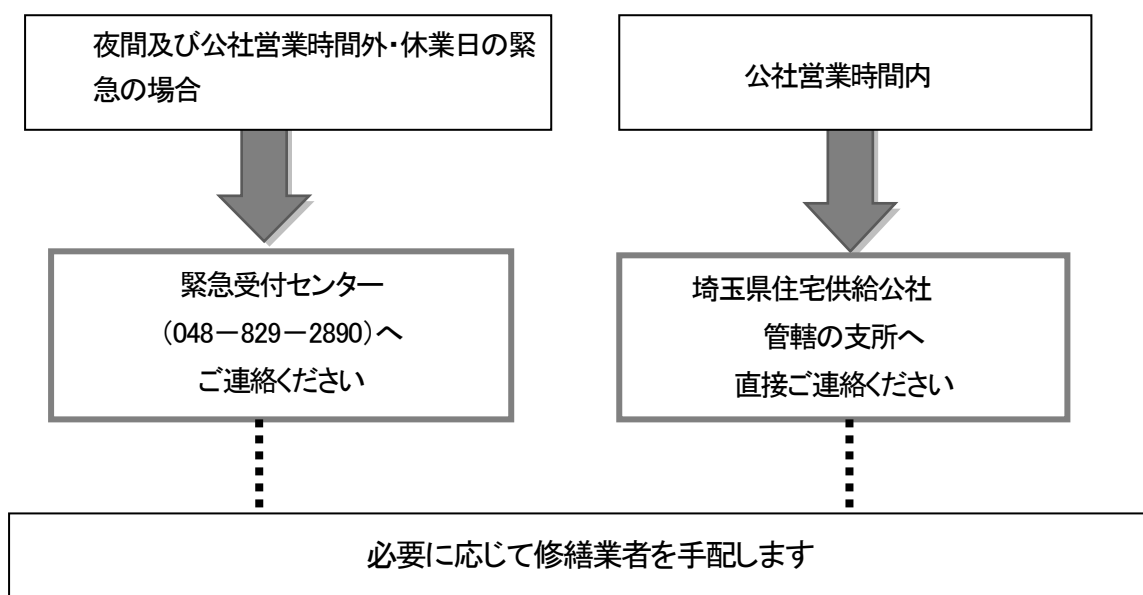 夜間及び公社営業時間外・休業日の緊
急の場合
公社営業時間内
緊急受付センター
（048－829－2890）へ
ご連絡ください
埼玉県住宅供給公社
管轄の支所へ
直接ご連絡ください
必要に応じて修繕業者を手配します